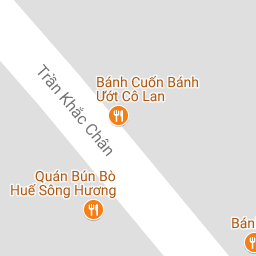 Trần Khắc Chân
Bánh Cuốn Bánh
Ướt Cô Lan
Quán Bún Bò
Huế Sông Hương
Bán